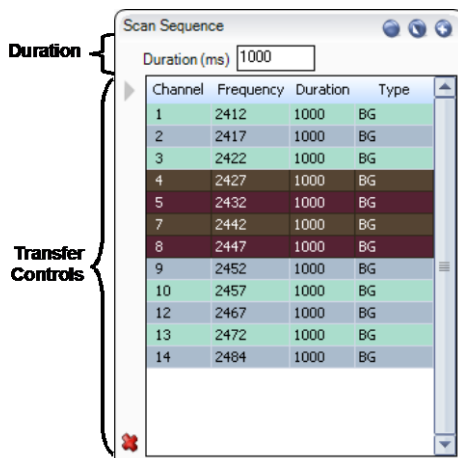 Scan Sequence
Duration
Duration (ms) 1000
Channel Frequency Duration Type
1 2412 1000 BG
2 2417 1000 BG
3 2422 1000 BG
4 2427 1000 BG
5 2432 1000 BG
7 2442 1000 BG
8 2447 1000 BG
9 2452 1000 BG
10 2457 1000 BG
12 2467 1000 BG
13 2472 1000 BG
14 2484 1000 BG
Transfer
Controls